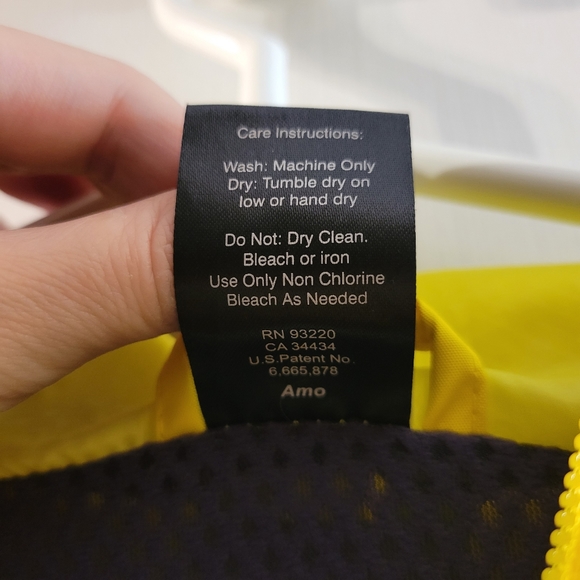 Care Instructions:
Wash: Machine Only
Dry: Tumble dry on
low or hand dry
Do Not: Dry Clean.
Bleach or iron
Use Only Non Chlorine
Bleach As Needed
RN 93220
CA 34434
U.S.Patent No.
6,665,878
Amo